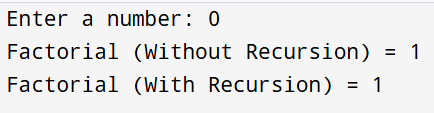 Enter a number: 0
Factorial (Without Recursion) = 1
Factorial (With Recursion) = 1